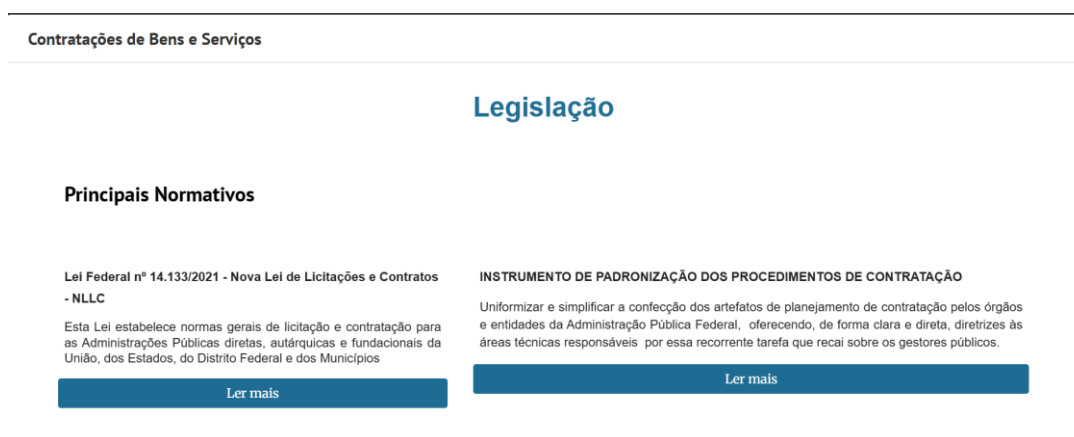 Contratações de Bens e Serviços
Legislação
Principais Normativos
Lei Federal nº 14.133/2021 - Nova Lei de Licitações e Contratos
- NLLC
Esta Lei estabelece normas gerais de licitação e contratação para
as Administrações Públicas diretas, autárquicas e fundacionais da
União, dos Estados, do Distrito Federal e dos Municípios
Ler mais
INSTRUMENTO DE PADRONIZAÇÃO DOS PROCEDIMENTOS DE CONTRATAÇÃO
Uniformizar e simplificar a confecção dos artefatos de planejamento de contratação pelos órgãos
e entidades da Administração Pública Federal, oferecendo, de forma clara e direta, diretrizes às
áreas técnicas responsáveis por essa recorrente tarefa que recai sobre os gestores públicos.
Ler mais